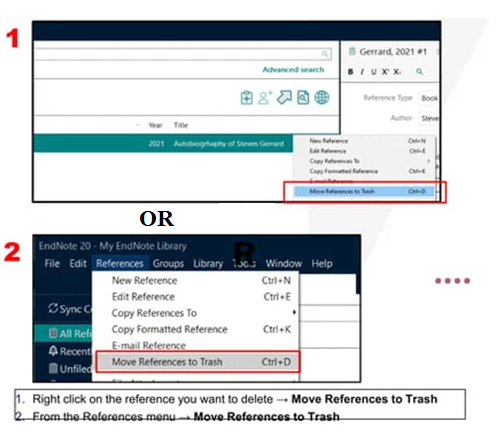 1
Gerrard, 2021 #1
Advanced search
B I U X¹ X₁
Reference Type Book
Author Steve
Year Title
2021 Autobiogrhaphy of Steven Gerrard
New Reference Ctrl+N
Edit Reference Ctrl+E
Copy References To
Copy Formatted Reference Ctrl+K
E-mail Reference
Move References to Trash Ctrl+D
OR
2
EndNote 20 - My EndNote Library
R
File Edit References Groups Library Tools Window Help
New Reference Ctrl+N
Edit Reference Ctrl+E
Sync C
Copy References To
All Refe
Copy Formatted Reference Ctrl+K
Recent
E-mail Reference
Unfiled
Move References to Trash Ctrl+D
1. Right click on the reference you want to delete → Move References to Trash
2. From the References menu → Move References to Trash